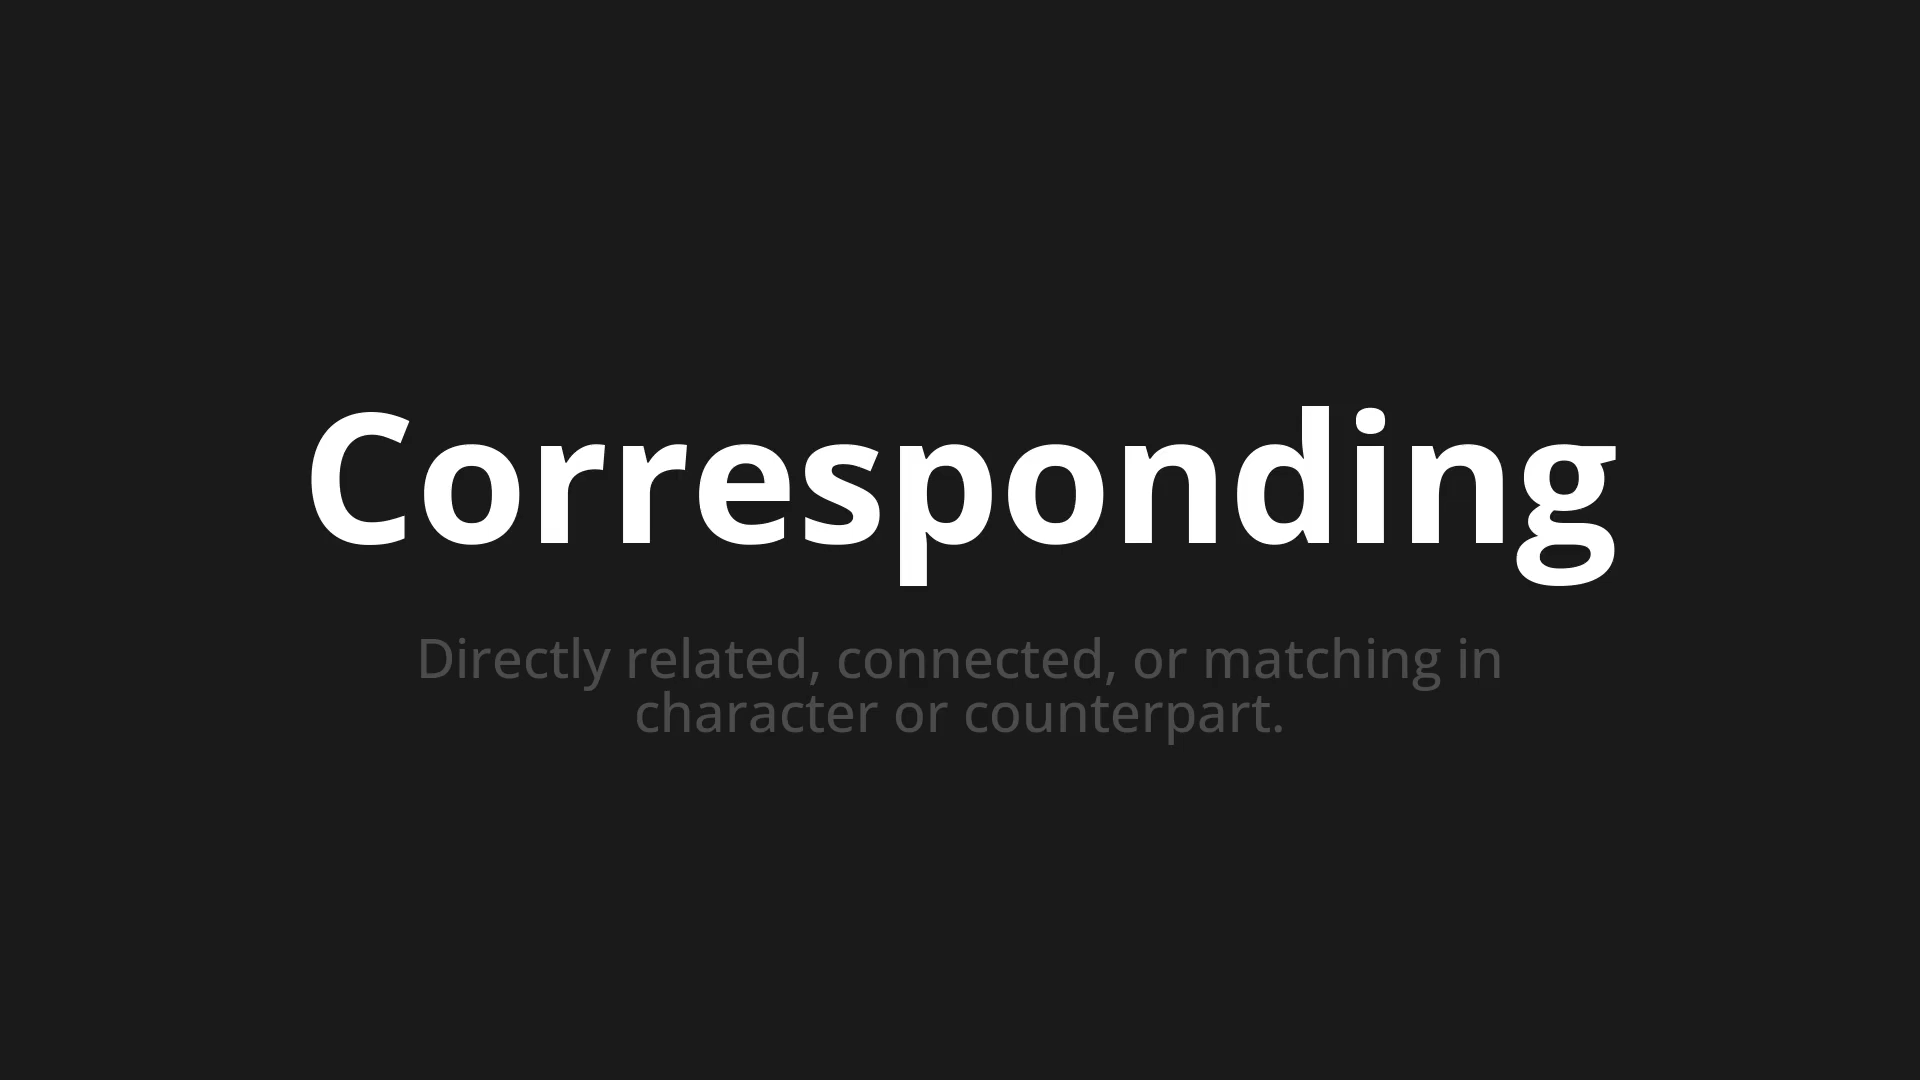 Corresponding
Directly related, connected, or matching in
character or counterpart.